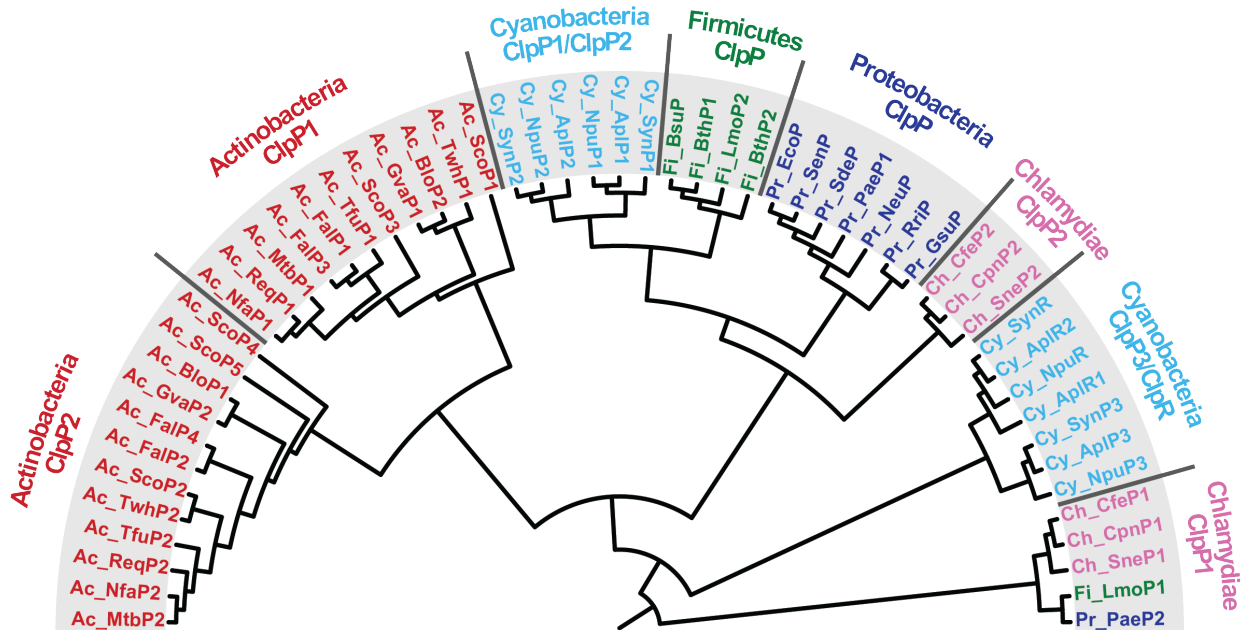 Actinobacteria
ClpP2
Actinobacteria
ClpP1
Cyanobacteria
ClpP1/ClpP2
Firmicutes
ClpP
Proteobacteria
ClpP
Chlamydiae
ClpP2
Cyanobacteria
ClpP3/ClpR
Chlamydiae
ClpP1
Ac_MtbP2
Ac_NfaP2
Ac_ReqP2
Ac_TfuP2
Ac_TwhP2
Ac_ScoP2
Ac_FalP2
Ac_FalP4
Ac_GvaP2
Ac_BloP1
Ac_ScoP5
Ac_ScoP4
Ac_NfaP1
Ac_ReqP1
Ac_MtbP1
Ac_FalP3
Ac_FalP1
Ac_TfuP1
Ac_ScoP3
Ac_GvaP1
Ac_BloP2
Ac_TwhP1
Ac_ScoP1
Cy_SynP2
Cy_NpuP2
Cy_AplP2
Cy_NpuP1
Cy_AplP1
Cy_SynP1
Fi_BsuP
Fi_BthP1
Fi_LmoP2
Fi_BthP2
Pr_EcoP
Pr_SenP
Pr_SdeP
Pr_PaeP1
Pr_NeuP
Pr_RriP
Pr_GsuP
Ch_CfeP2
Ch_CpnP2
Ch_SneP2
Cy_SynR
Cy_AplR2
Cy_NpuR
Cy_AplR1
Cy_SynP3
Cy_AplP3
Cy_NpuP3
Ch_CfeP1
Ch_CpnP1
Ch_SneP1
Fi_LmoP1
Pr_PaeP2